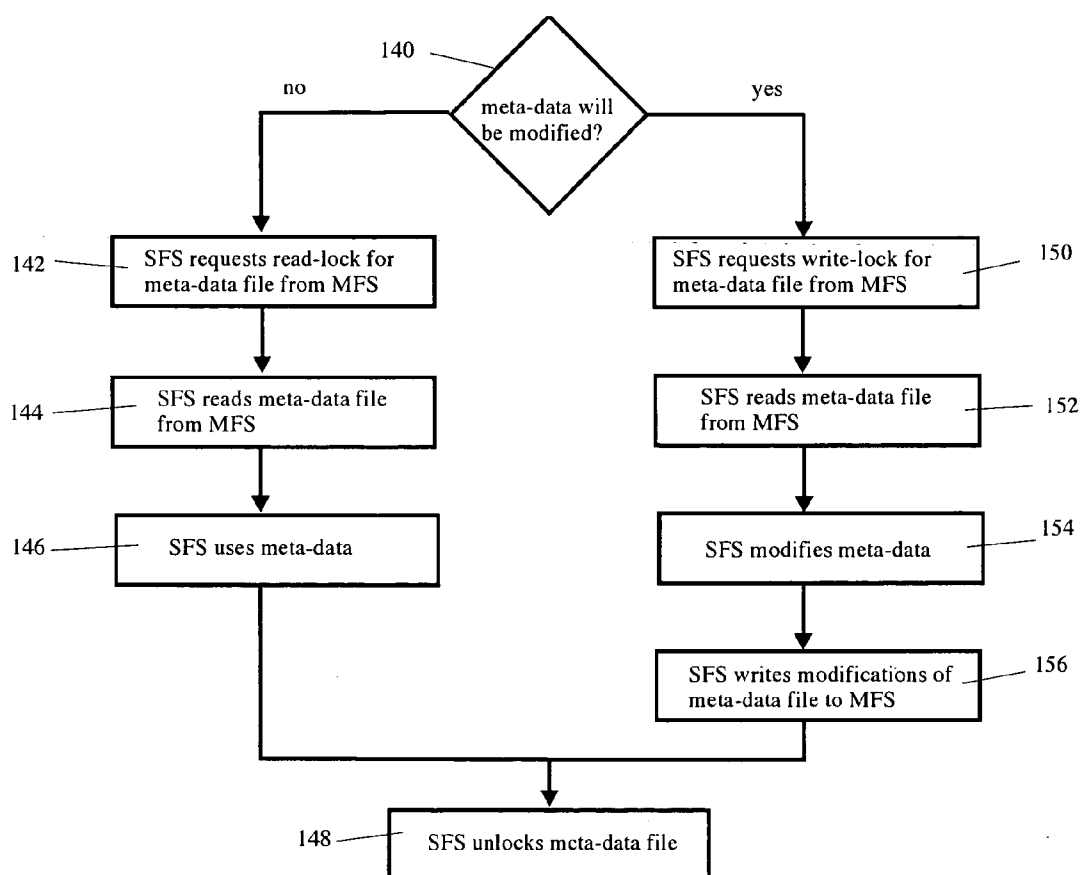 140
no
yes
meta-data will
be modified?
142
SFS requests read-lock for
meta-data file from MFS
SFS requests write-lock for
meta-data file from MFS
150
144
SFS reads meta-data file
from MFS
SFS reads meta-data file
from MFS
152
146
SFS uses meta-data
SFS modifies meta-data
154
SFS writes modifications of
meta-data file to MFS
156
148
SFS unlocks meta-data file